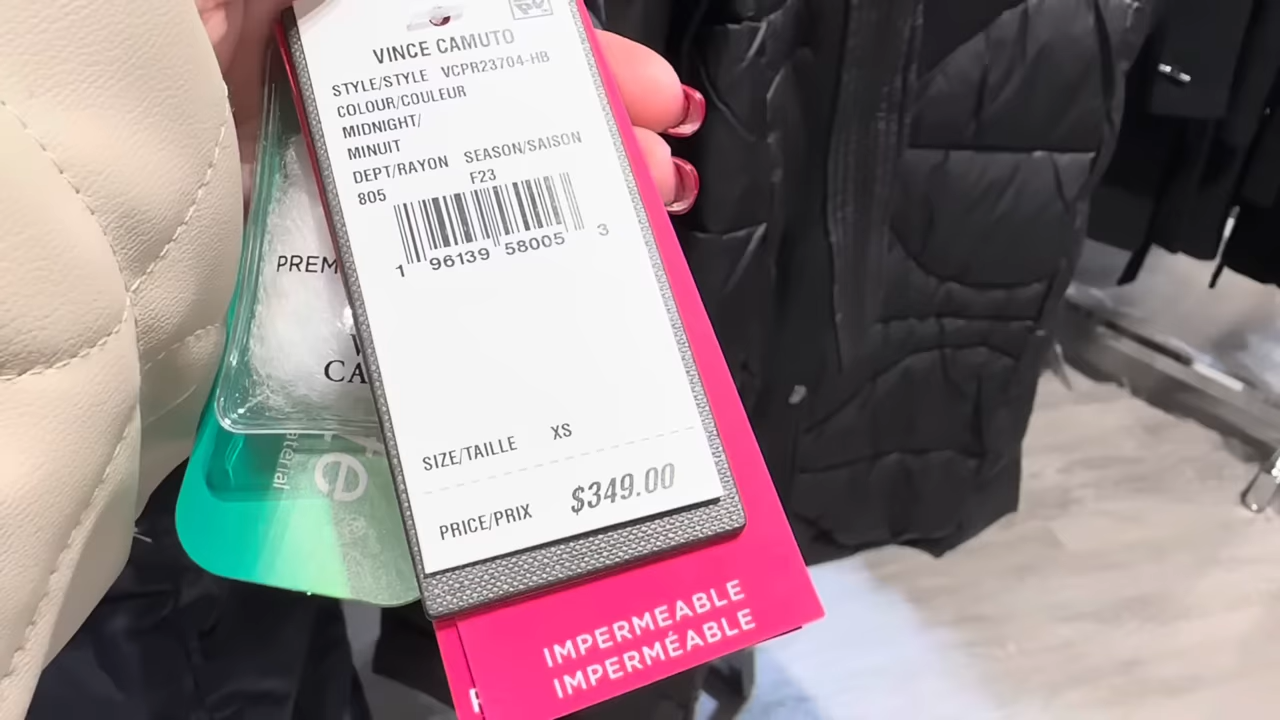 VINCE CAMUTO
STYLE/STYLE VCPR23704-HB
COLOUR/COULEUR
MIDNIGHT/
MINUIT
DEPT/RAYON SEASON/SAISON
805 F23
1 96139 58005 3
SIZE/TAILLE XS
PRICE/PRIX $349.00
IMPERMEABLE
IMPERMÉABLE
PREM
CA